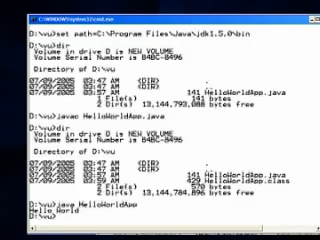 C:\WINDOWS\system32\cmd.exe
D:\vu>set path=C:\Program Files\Java\jdk1.5.0\bin
D:\vu>dir
Volume in drive D is NEW_VOLUME
Volume Serial Number is B4BC-8496
Directory of D:\vu
07/09/2005 03:47 AM <DIR> .
07/09/2005 03:47 AM <DIR> ..
07/09/2005 03:57 AM 141 HelloWorldApp.java
1 File(s) 141 bytes
2 Dir(s) 13,144,793,088 bytes free
D:\vu>javac HelloWorldApp.java
D:\vu>dir
Volume in drive D is NEW_VOLUME
Volume Serial Number is B4BC-8496
Directory of D:\vu
07/09/2005 03:47 AM <DIR> .
07/09/2005 03:47 AM <DIR> ..
07/09/2005 03:57 AM 141 HelloWorldApp.java
07/09/2005 03:59 AM 429 HelloWorldApp.class
2 File(s) 570 bytes
2 Dir(s) 13,144,784,896 bytes free
D:\vu>java HelloWorldApp
Hello World
D:\vu>